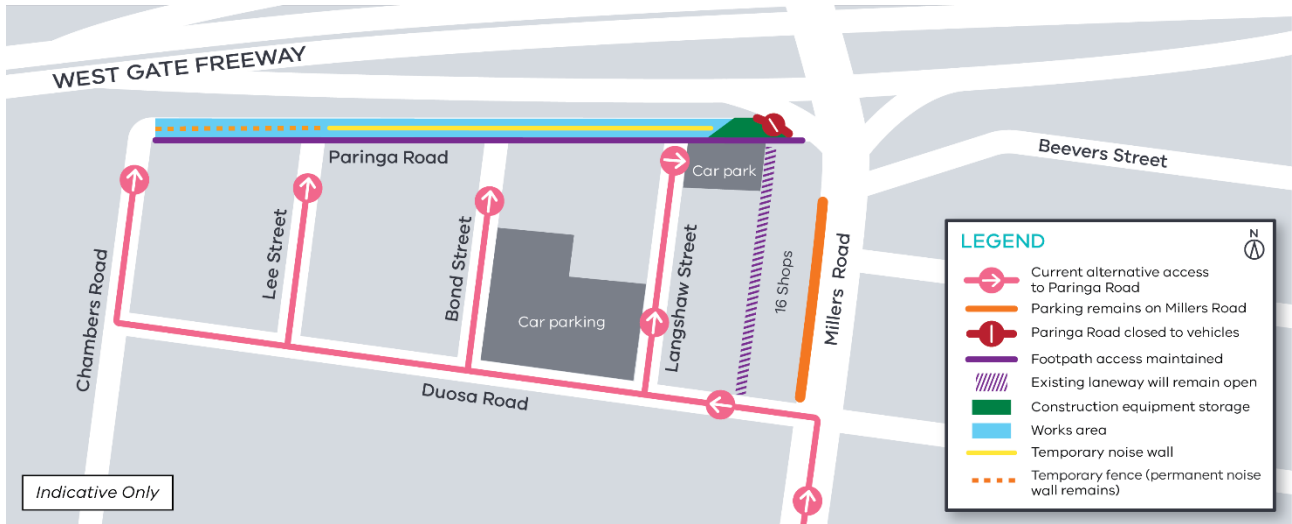 WEST GATE FREEWAY
Paringa Road
Car park
Beevers Street
Chambers Road
Lee Street
Bond Street
Langshaw Street
16 Shops
Millers Road
Car parking
Duosa Road
Indicative Only
LEGEND
N
Current alternative access
to Paringa Road
Parking remains on Millers Road
Paringa Road closed to vehicles
Footpath access maintained
Existing laneway will remain open
Construction equipment storage
Works area
Temporary noise wall
Temporary fence (permanent noise
wall remains)